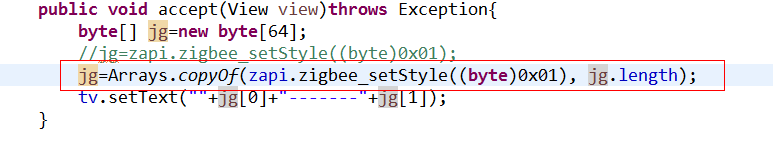 public void accept(View view)throws Exception{
byte[] jg=new byte[64];
//jg=zapi.zigbee_setStyle((byte)0x01);
jg=Arrays.copyOf(zapi.zigbee_setStyle((byte)0x01), jg.length);
tv.setText(""+jg[0]+"-------"+jg[1]);
}